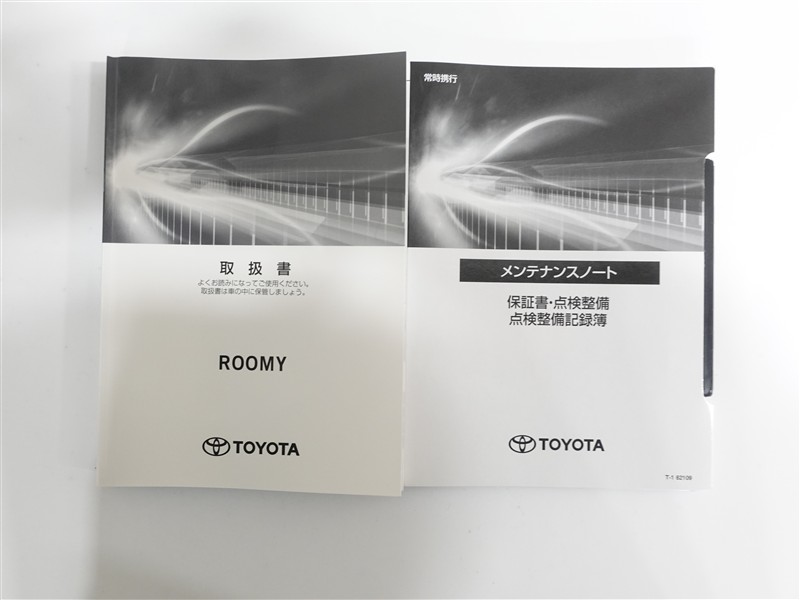 取扱書
よくお読みになってご使用ください。
取扱書は車の中に保管しましょう。
ROOMY
TOYOTA
常時携行
メンテナンスノート
保証書・点検整備
点検整備記録簿
TOYOTA
T-1 62109